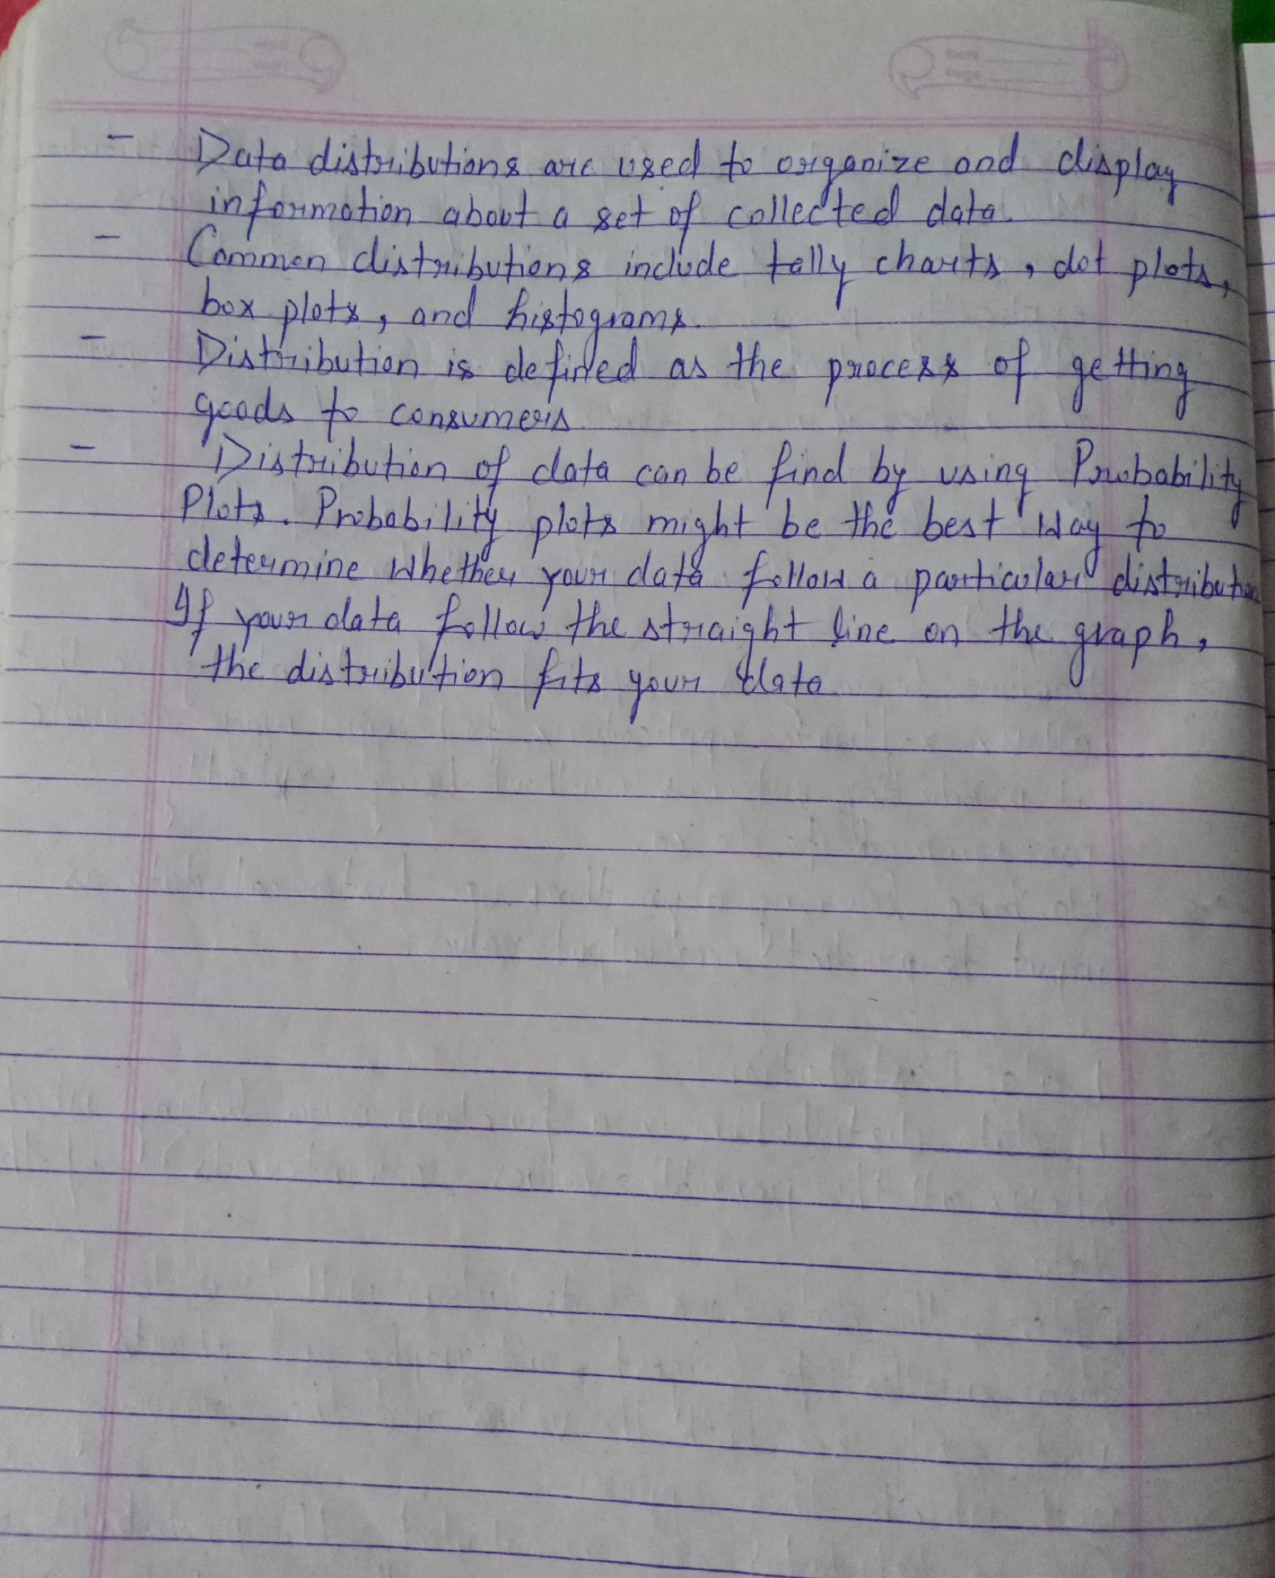 - Data distributions are used to organize and display
information about a set of collected data.
- Common distributions include tally charts, dot plots,
box plots, and histograms.
- Distribution is defined as the process of getting
goods to consumers
- Distribution of data can be find by using Probability
Plots. Probability plots might be the best way to
determine whether your data follow a particular distribution
If your data follow the straight line on the graph,
the distribution fits your data